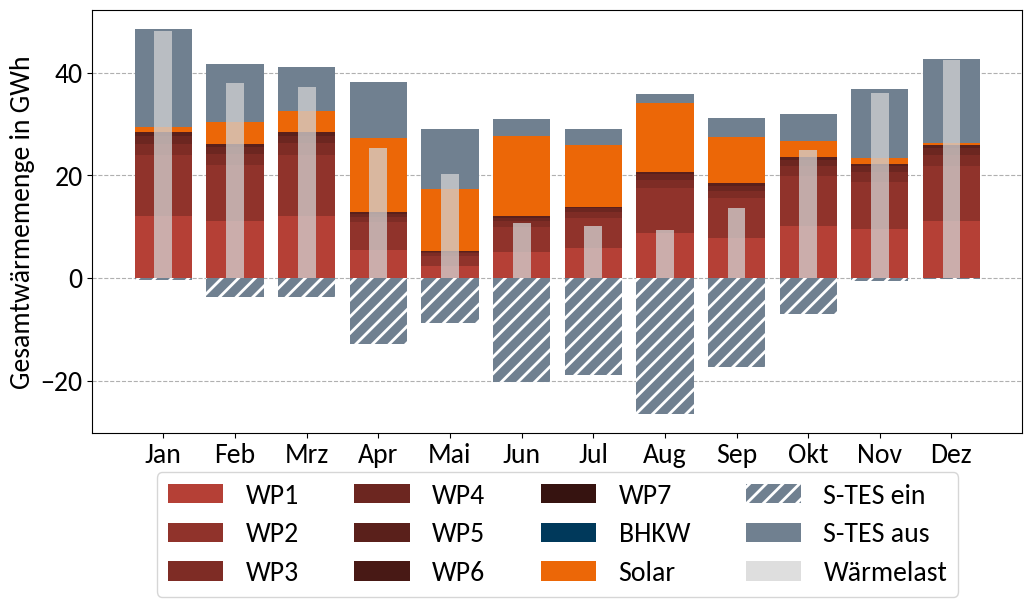 Gesamtwärmemenge in GWh
40
20
0
−20
Jan Feb Mrz Apr Mai Jun Jul Aug Sep Okt Nov Dez
WP1 WP4 WP7 S-TES ein
WP2 WP5 BHKW S-TES aus
WP3 WP6 Solar Wärmelast